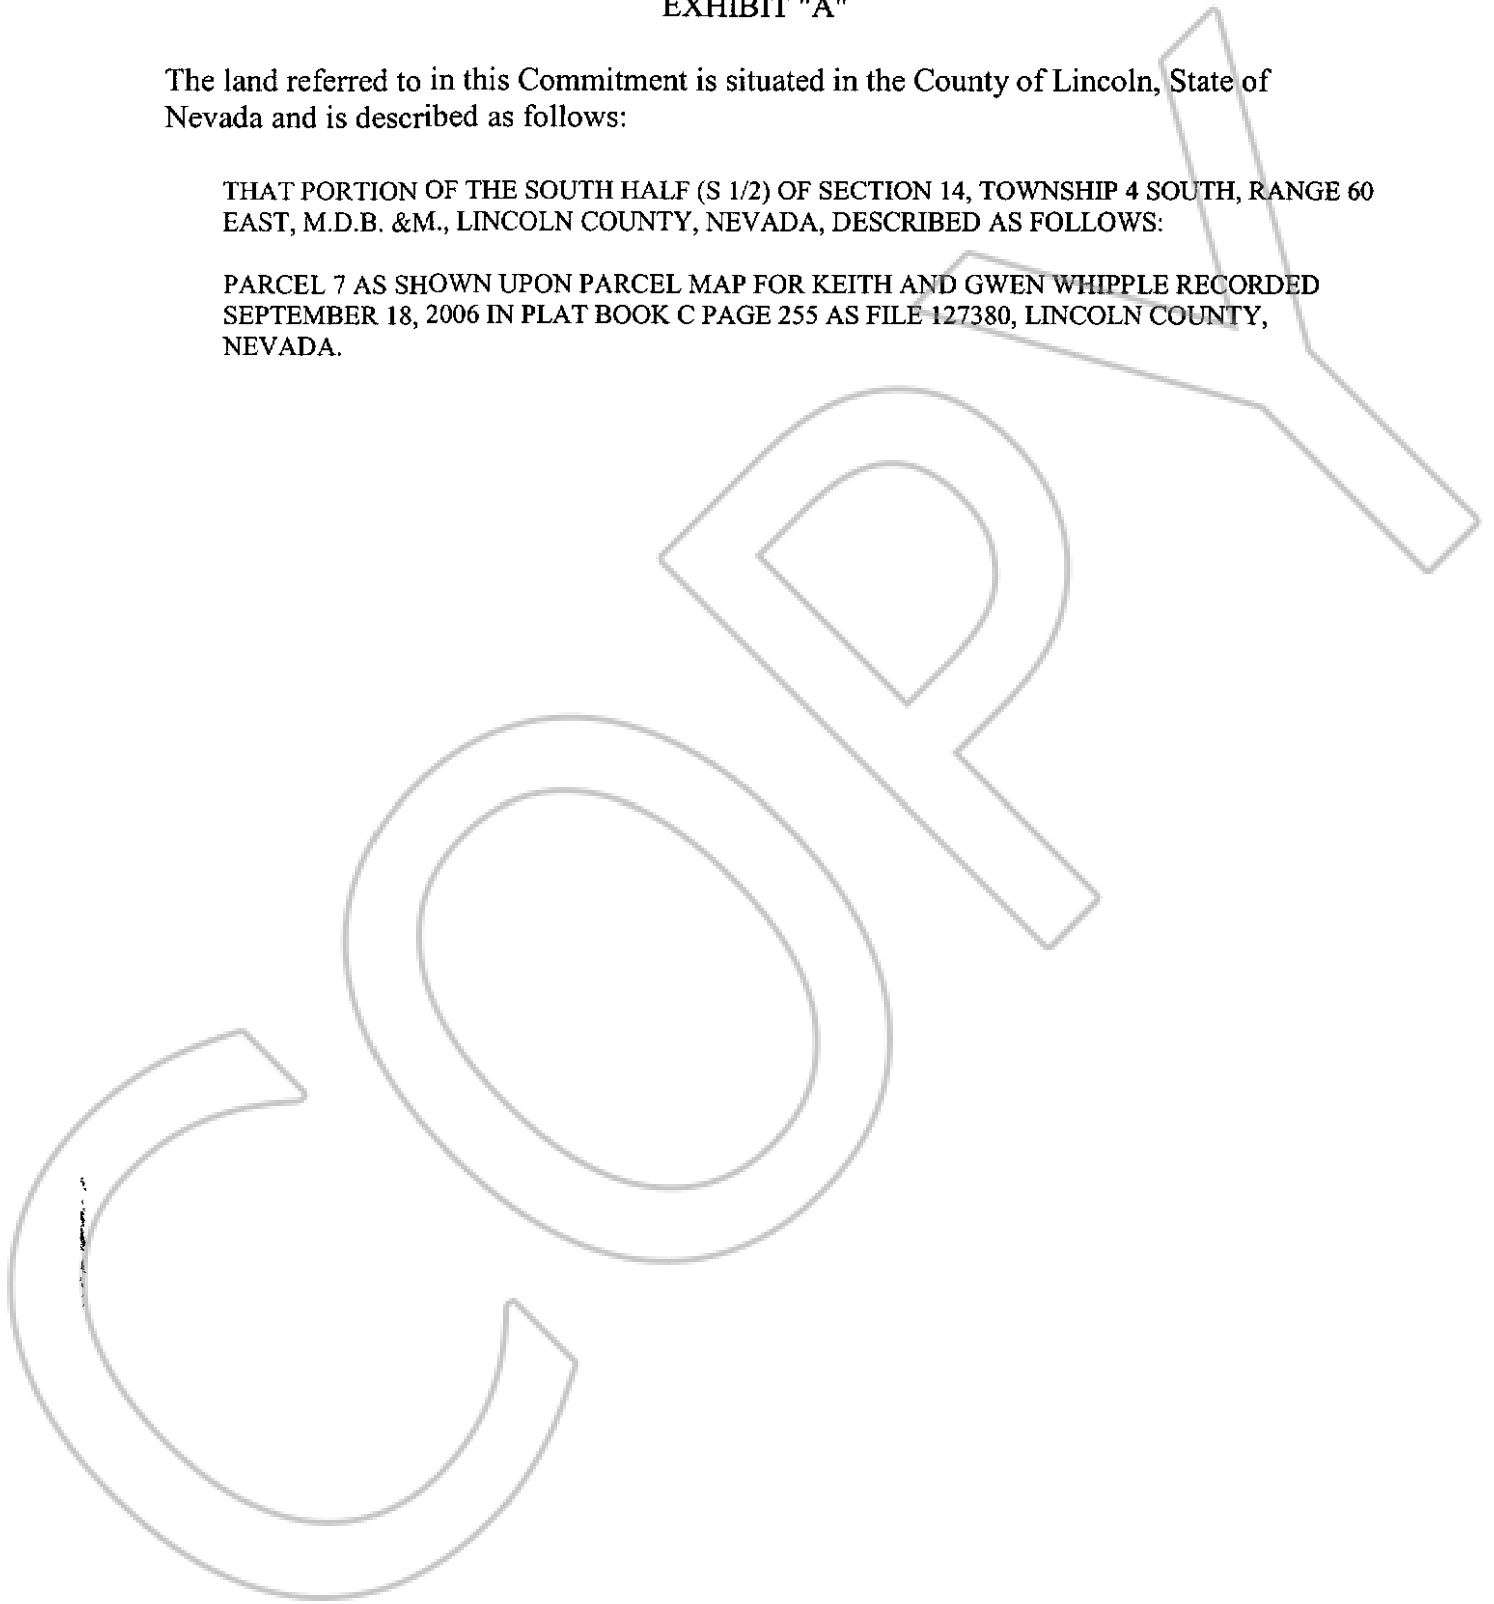 EXHIBIT "A"
The land referred to in this Commitment is situated in the County of Lincoln, State of
Nevada and is described as follows:
THAT PORTION OF THE SOUTH HALF (S 1/2) OF SECTION 14, TOWNSHIP 4 SOUTH, RANGE 60
EAST, M.D.B. &M., LINCOLN COUNTY, NEVADA, DESCRIBED AS FOLLOWS:
PARCEL 7 AS SHOWN UPON PARCEL MAP FOR KEITH AND GWEN WHIPPLE RECORDED
SEPTEMBER 18, 2006 IN PLAT BOOK C PAGE 255 AS FILE 127380, LINCOLN COUNTY,
NEVADA.
COPY